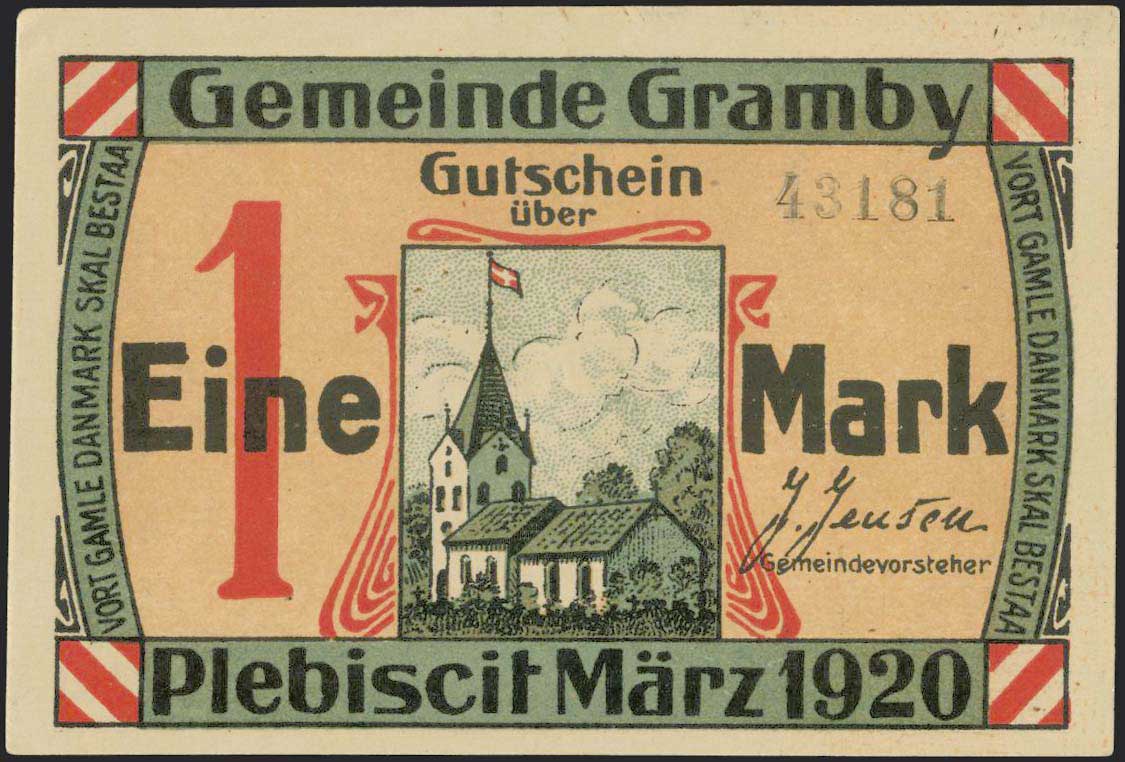 Gemeinde Gramby
Gutschein
über
43181
1
Eine Mark
J. Jensen
Gemeindevorsteher
VORT GAMLE DANMARK SKAL BESTAA
VORT GAMLE DANMARK SKAL BESTAA
Plebiscit März 1920